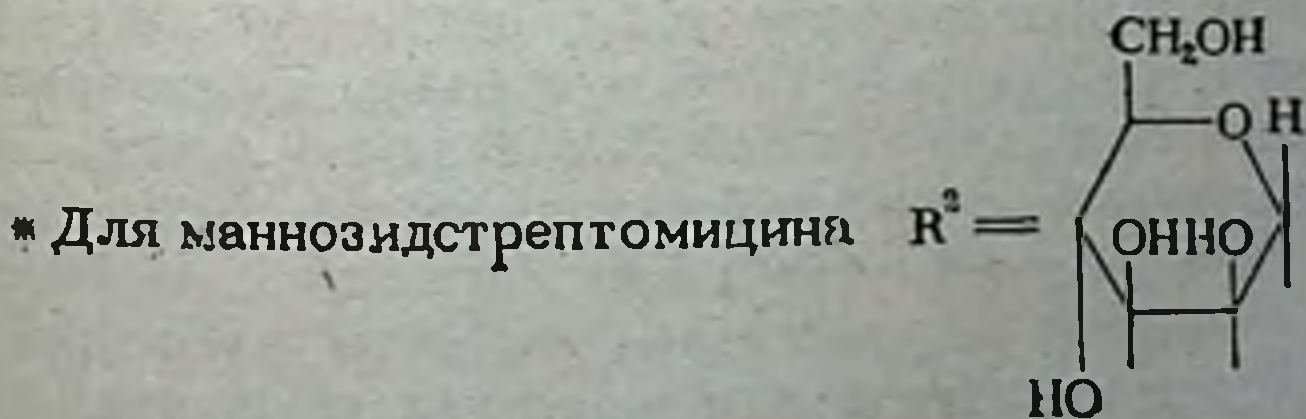 CH₂OH
O H
* Для маннозидстрептомицина R² =
OHHO
HO